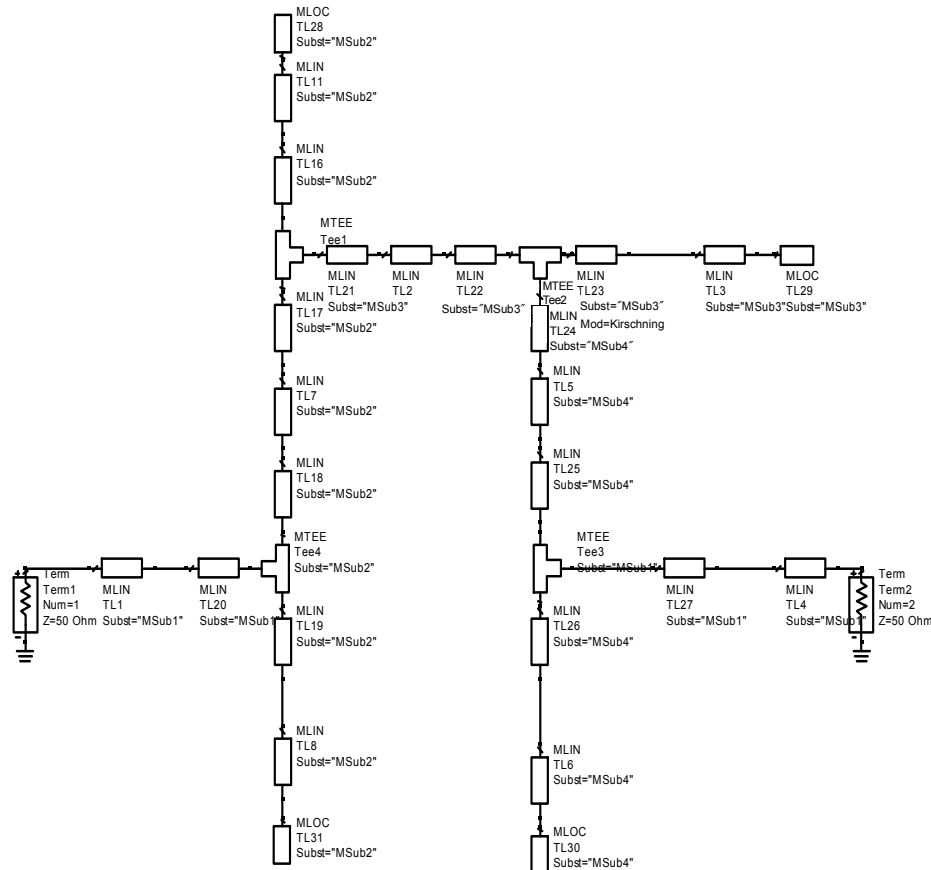 MLOC
TL28
Subst="MSub2"
MLIN
TL11
Subst="MSub2"
MLIN
TL16
Subst="MSub2"
MTEE
Tee1
MLIN
TL21
Subst="MSub3"
MLIN
TL2
MLIN
TL22
Subst="MSub3"
MTEE
Tee2
MLIN
TL23
Subst="MSub3"
Mod=Kirschning
MLIN
TL3
Subst="MSub3"
MLOC
TL29
Subst="MSub3"
MLIN
TL17
Subst="MSub2"
MLIN
TL24
Subst="MSub4"
MLIN
TL7
Subst="MSub2"
MLIN
TL5
Subst="MSub4"
MLIN
TL18
Subst="MSub2"
MLIN
TL25
Subst="MSub4"
MTEE
Tee4
Subst="MSub2"
MTEE
Tee3
Subst="MSub1"
Term
Term1
Num=1
Z=50 Ohm
MLIN
TL1
Subst="MSub1"
MLIN
TL20
Subst="MSub1"
MLIN
TL19
Subst="MSub2"
MLIN
TL26
Subst="MSub4"
MLIN
TL27
Subst="MSub1"
MLIN
TL4
Subst="MSub1"
Term
Term2
Num=2
Z=50 Ohm
MLIN
TL8
Subst="MSub2"
MLIN
TL6
Subst="MSub4"
MLOC
TL31
Subst="MSub2"
MLOC
TL30
Subst="MSub4"